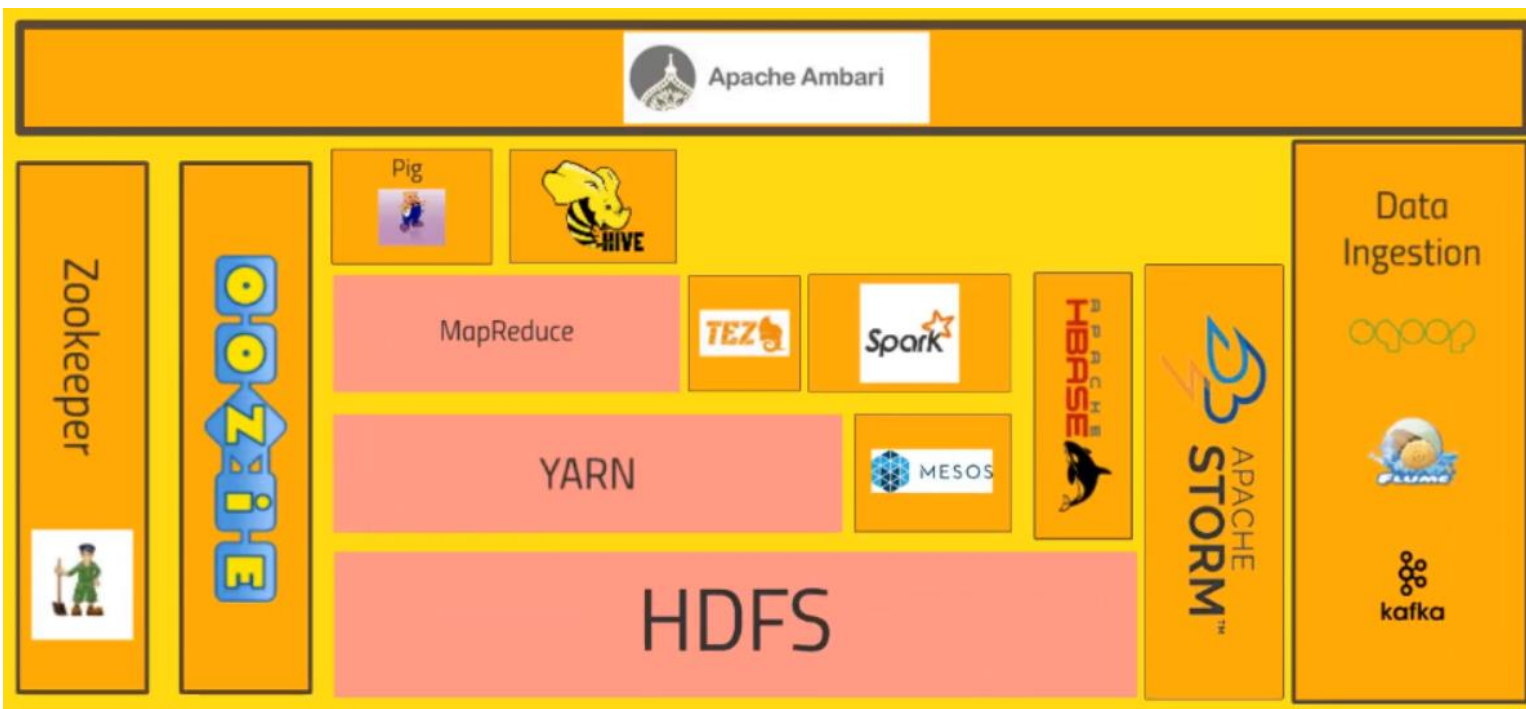 Apache Ambari
Zookeeper
OOZiE
Pig
HIVE
MapReduce
TEZ
Spark
YARN
MESOS
HDFS
APACHE
HBASE
APACHE
STORM™
Data
Ingestion
sqoop
FLUME
kafka